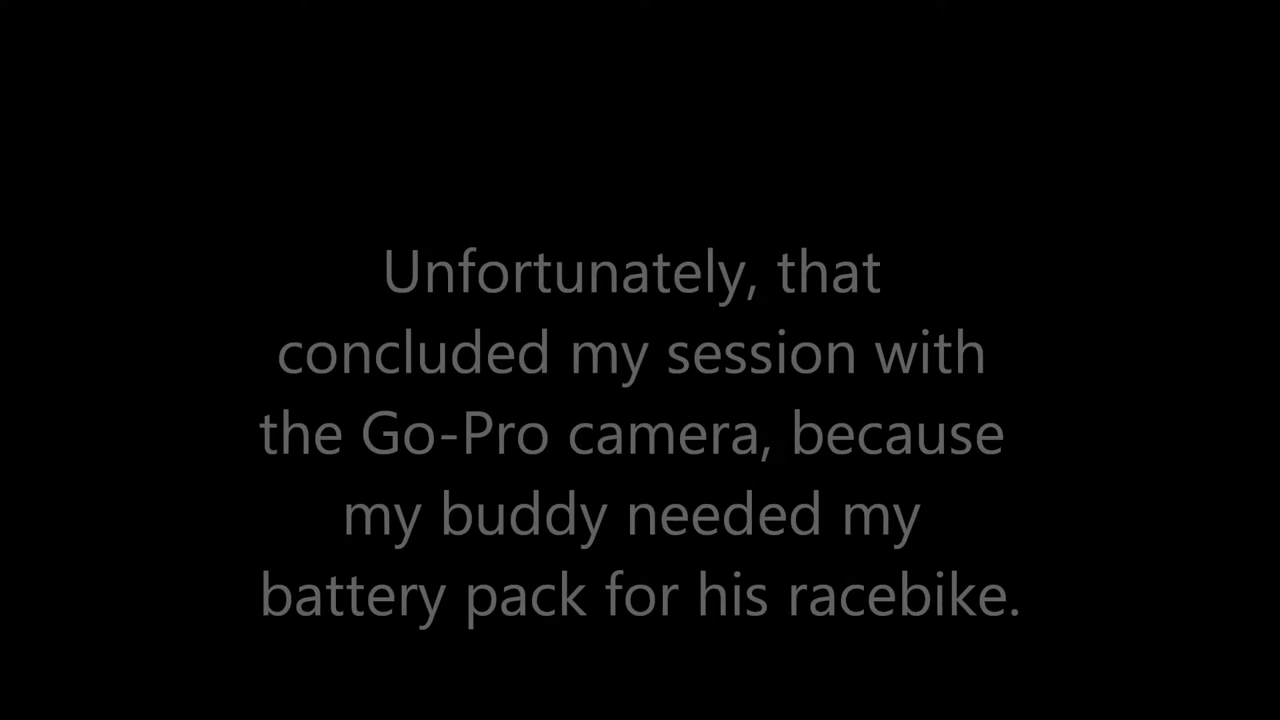 Unfortunately, that
concluded my session with
the Go-Pro camera, because
my buddy needed my
battery pack for his racebike.